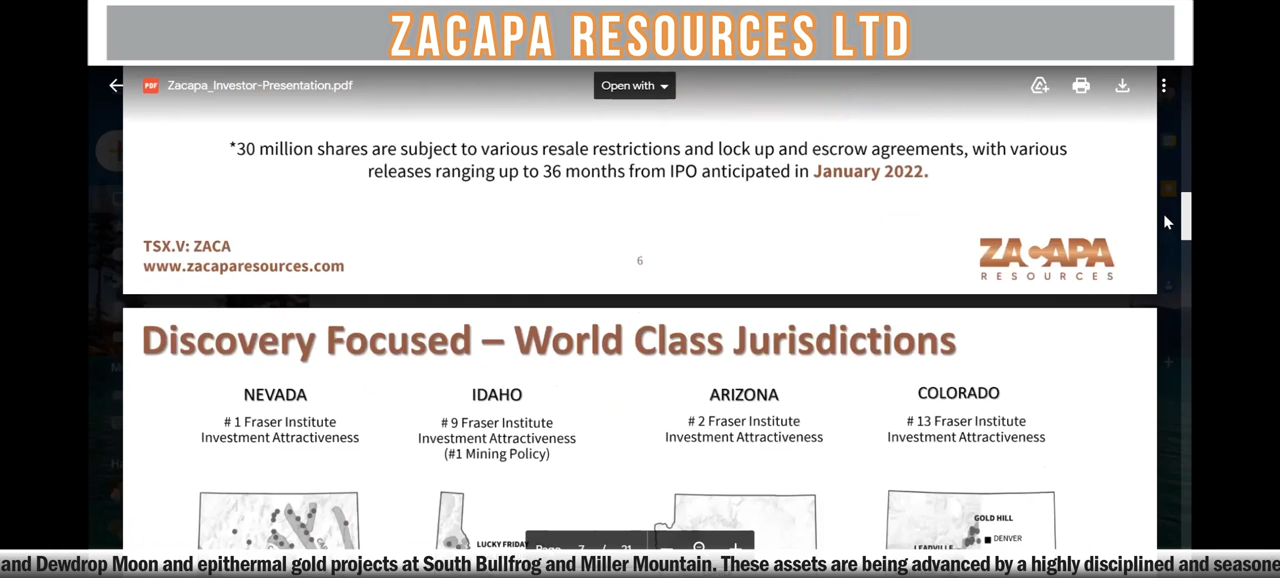 ZACAPA RESOURCES LTD
PDF Zacapa_Investor-Presentation.pdf
Open with
*30 million shares are subject to various resale restrictions and lock up and escrow agreements, with various
releases ranging up to 36 months from IPO anticipated in January 2022.
TSX.V: ZACA
www.zacaparesources.com
6
ZACAPA
RESOURCES
Discovery Focused – World Class Jurisdictions
NEVADA
# 1 Fraser Institute
Investment Attractiveness
IDAHO
# 9 Fraser Institute
Investment Attractiveness
(#1 Mining Policy)
ARIZONA
# 2 Fraser Institute
Investment Attractiveness
COLORADO
# 13 Fraser Institute
Investment Attractiveness
LUCKY FRIDAY
GOLD HILL
DENVER
LEADVILLE
Page 7 / 21
and Dewdrop Moon and epithermal gold projects at South Bullfrog and Miller Mountain. These assets are being advanced by a highly disciplined and seasone